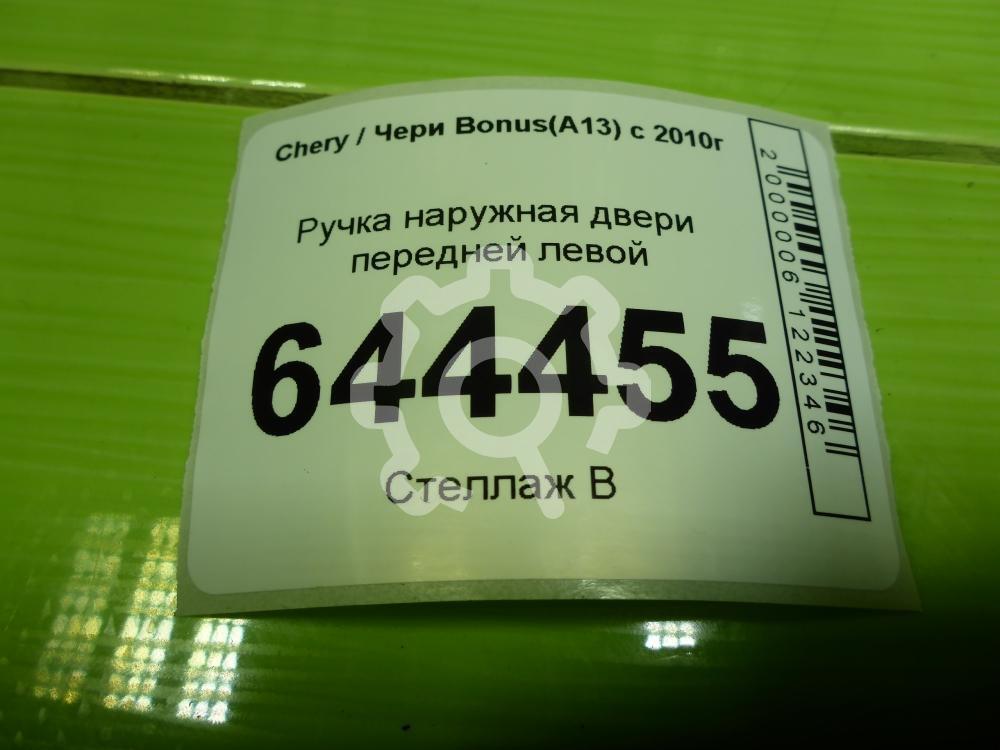 Chery / Чери Bonus(A13) с 2010г
Ручка наружная двери
передней левой
644455
Стеллаж В
2000006122346